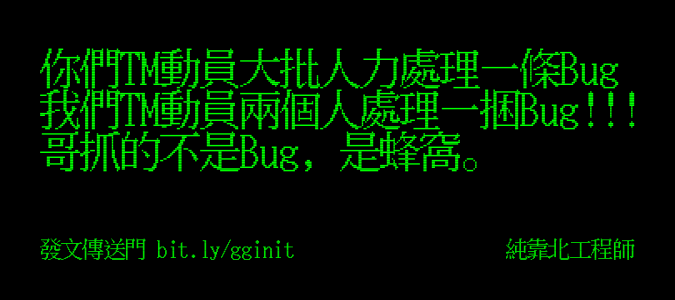 你們TM動員大批人力處理一條Bug
我們TM動員兩個人處理一捆Bug!!!
哥抓的不是Bug, 是蜂窩。
發文傳送門 bit.ly/gginit
純靠北工程師